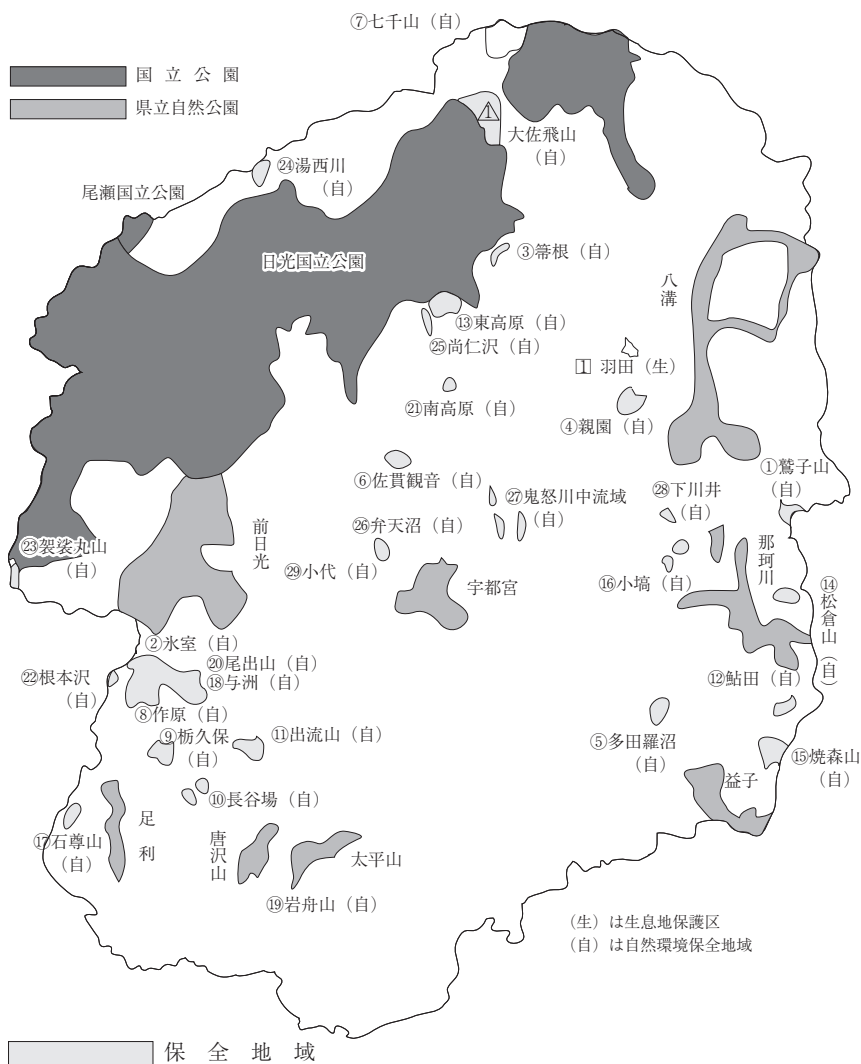 ⑦七千山（自）
国立公園
県立自然公園
1
大佐飛山
（自）
㉔湯西川
（自）
尾瀬国立公園
日光国立公園
③箒根（自）
八溝
⑬東高原（自）
㉕尚仁沢（自）
1 羽田（生）
㉑南高原（自）
④親園（自）
①鷲子山
（自）
⑥佐貫観音（自）
㉗鬼怒川中流域
（自）
㉘下川井
（自）
㉓袈裟丸山
（自）
前日光
㉖弁天沼（自）
㉙小代（自）
宇都宮
那珂川
⑯小塙（自）
⑭松倉山（自）
②氷室（自）
⑳尾出山（自）
⑱与洲（自）
㉒根本沢
（自）
⑫鮎田（自）
⑧作原（自）
⑨栃久保
（自）
⑪出流山（自）
⑤多田羅沼
（自）
⑮焼森山
（自）
益子
⑩長谷場（自）
⑰石尊山
（自）
足利
唐沢山
太平山
⑲岩舟山（自）
（生）は生息地保護区
（自）は自然環境保全地域
保全地域